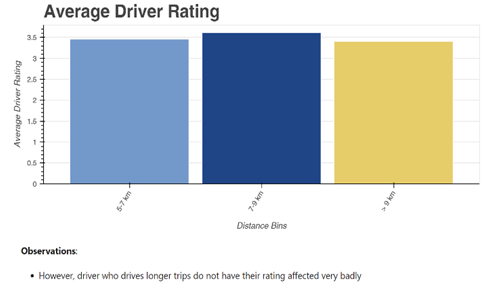 Average Driver Rating
Average Driver Rating
3.5
3
2.5
2
1.5
1
0.5
0
5-7 km
7-9 km
> 9 km
Distance Bins
Observations:
• However, driver who drives longer trips do not have their rating affected very badly